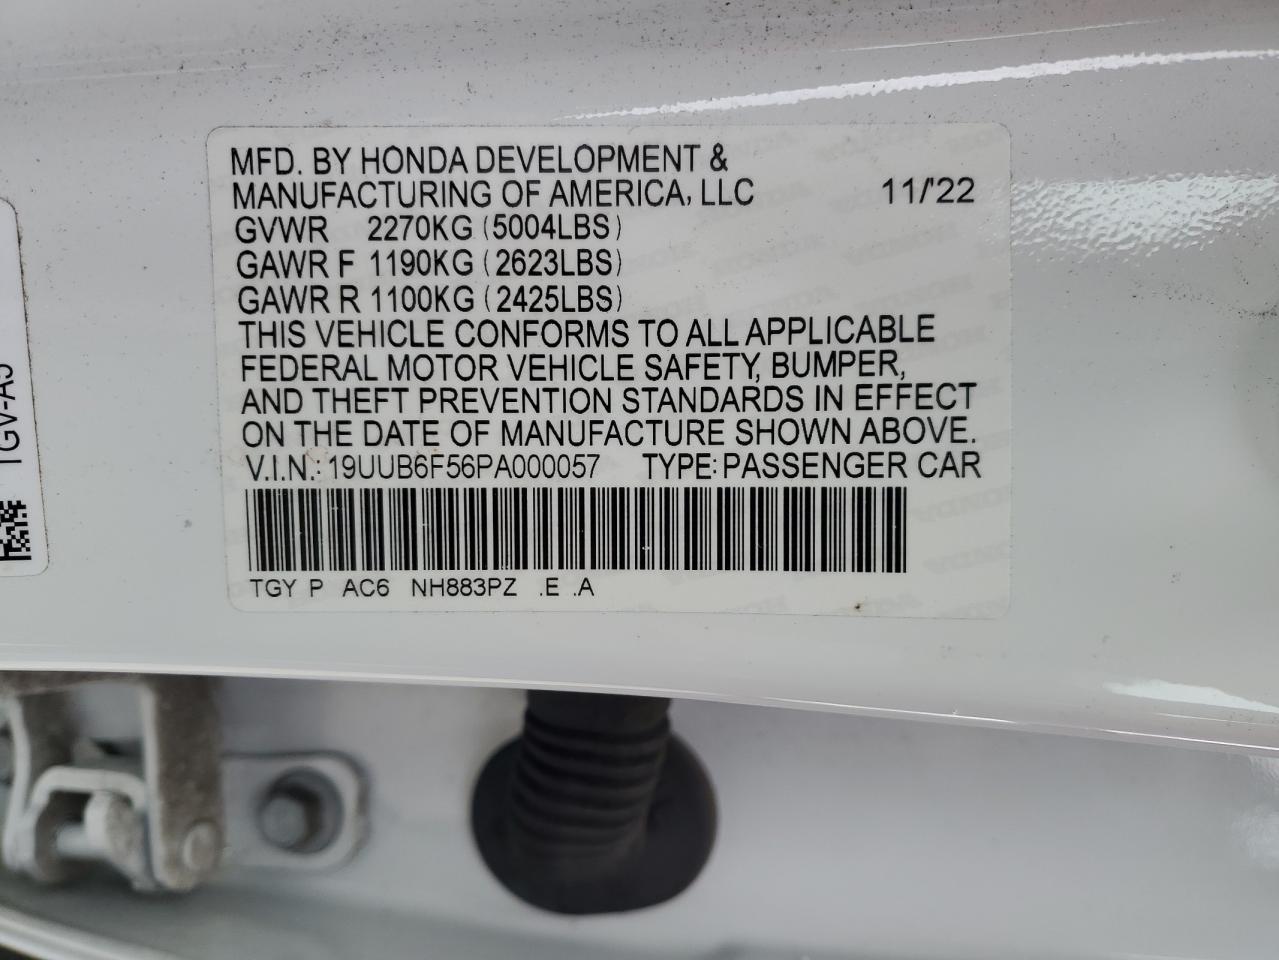 MFD. BY HONDA DEVELOPMENT &
MANUFACTURING OF AMERICA, LLC 11/'22
GVWR 2270KG (5004LBS)
GAWR F 1190KG (2623LBS)
GAWR R 1100KG (2425LBS)
THIS VEHICLE CONFORMS TO ALL APPLICABLE
FEDERAL MOTOR VEHICLE SAFETY, BUMPER,
AND THEFT PREVENTION STANDARDS IN EFFECT
ON THE DATE OF MANUFACTURE SHOWN ABOVE.
V.I.N.: 19UUB6F56PA000057 TYPE: PASSENGER CAR
TGY P AC6 NH883PZ .E .A